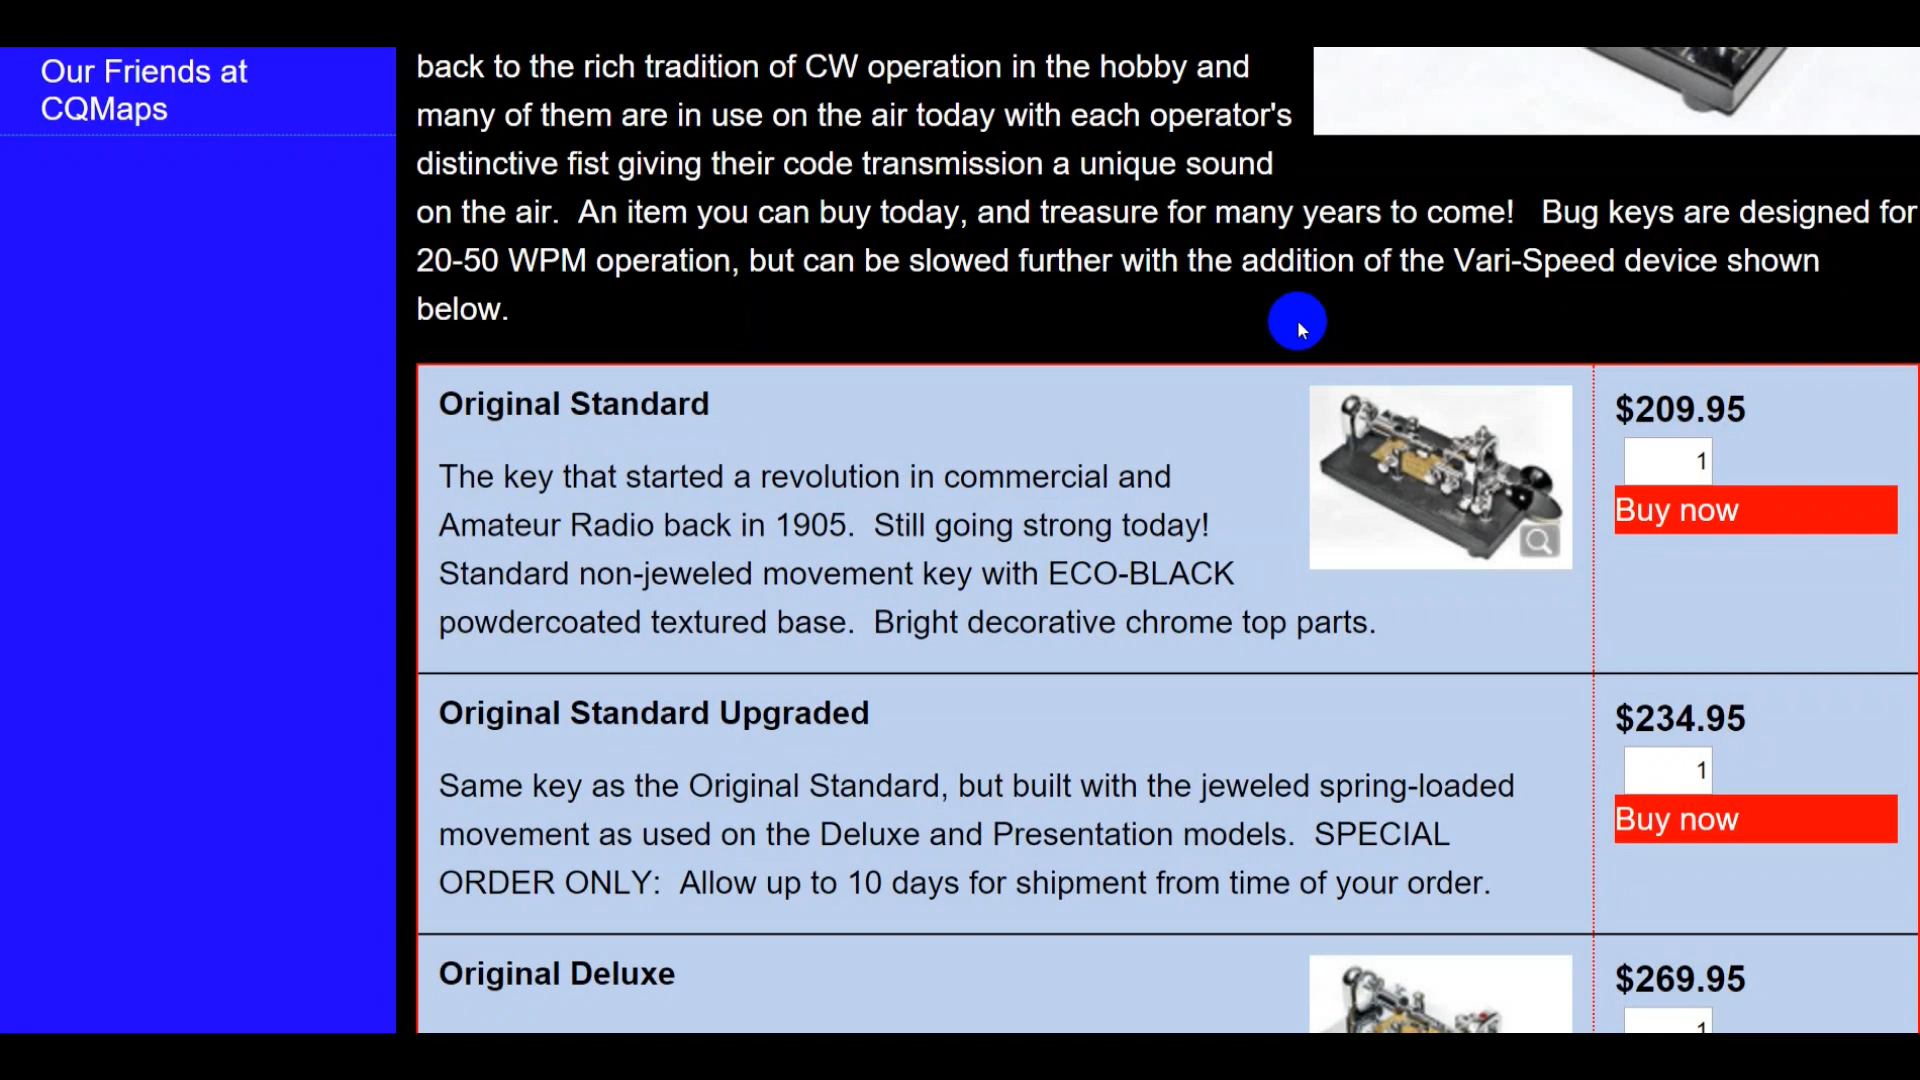 Our Friends at
CQMaps
back to the rich tradition of CW operation in the hobby and
many of them are in use on the air today with each operator's
distinctive fist giving their code transmission a unique sound
on the air.  An item you can buy today, and treasure for many years to come!   Bug keys are designed for
20-50 WPM operation, but can be slowed further with the addition of the Vari-Speed device shown
below.
Original Standard
The key that started a revolution in commercial and
Amateur Radio back in 1905.  Still going strong today!
Standard non-jeweled movement key with ECO-BLACK
powdercoated textured base.  Bright decorative chrome top parts.
$209.95
1
Buy now
Original Standard Upgraded
Same key as the Original Standard, but built with the jeweled spring-loaded
movement as used on the Deluxe and Presentation models.  SPECIAL
ORDER ONLY:  Allow up to 10 days for shipment from time of your order.
$234.95
1
Buy now
Original Deluxe
$269.95
1